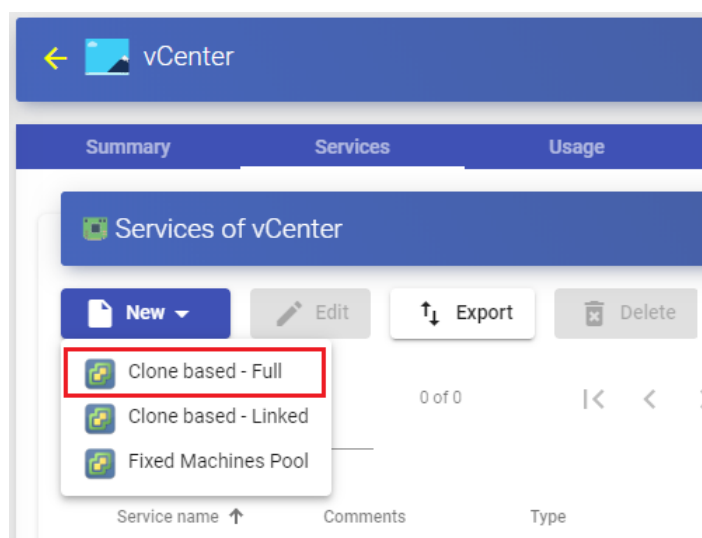 vCenter
Summary Services Usage
Services of vCenter
New Edit Export Delete
Clone based - Full
0 of 0
Clone based - Linked
Fixed Machines Pool
Service name Comments Type